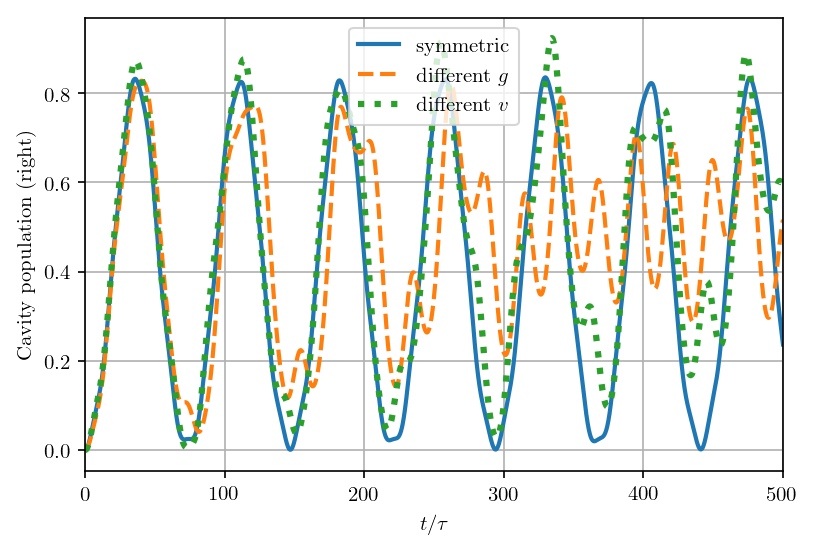 symmetric
different g
different v
0.8
0.6
0.4
0.2
0.0
Cavity population (right)
0 100 200 300 400 500
t/τ